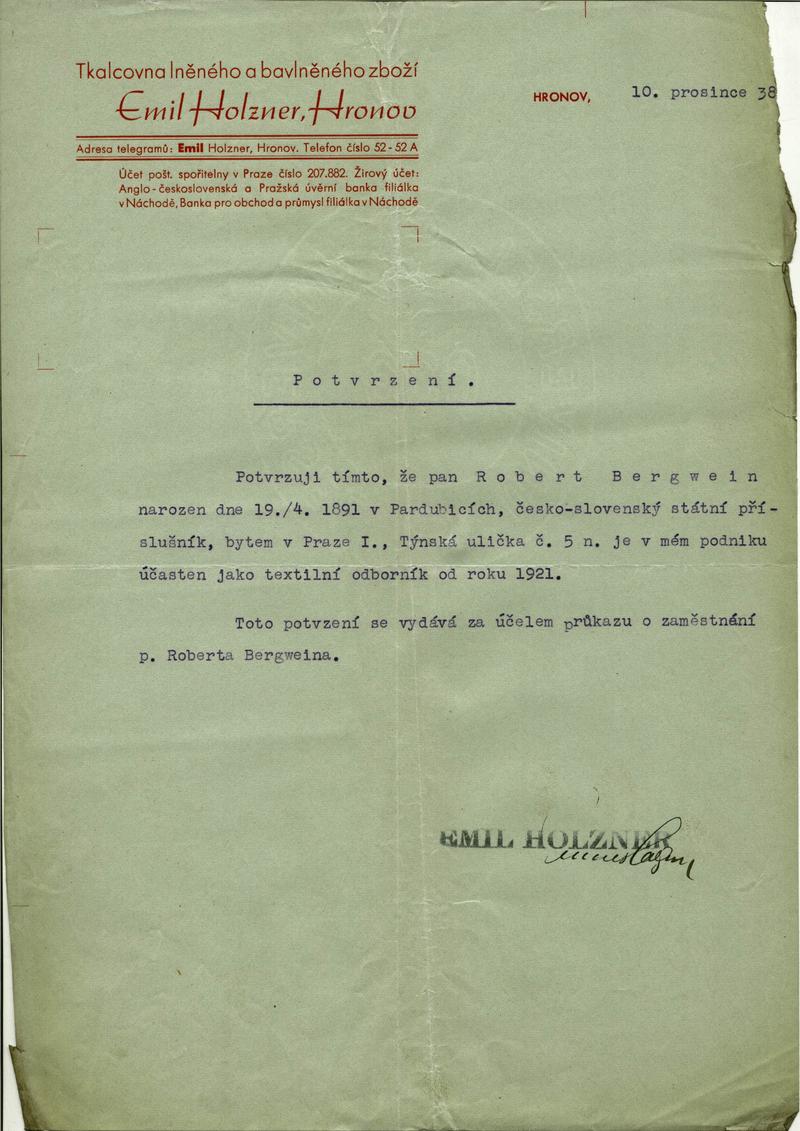 Tkalcovna lněného a bavlněného zboží
Emil Holzner, Hronov
HRONOV, 10. prosince 38
Adresa telegramů: Emil Holzner, Hronov. Telefon číslo 52-52 A
Účet pošt. spořitelny v Praze číslo 207.882. Žirový účet:
Anglo-československá a Pražská úvěrní banka filiálka
v Náchodě, Banka pro obchod a průmysl filiálka v Náchodě
Potvrzení.
Potvrzuji tímto, že pan Robert Bergwein
narozen dne 19./4. 1891 v Pardubicích, česko-slovenský státní pří-
slušník, bytem v Praze I., Týnská ulička č. 5 n. je v mém podniku
účasten jako textilní odborník od roku 1921.
Toto potvzení se vydává za účelem průkazu o zaměstnání
p. Roberta Bergweina.
EMIL HOLZNER